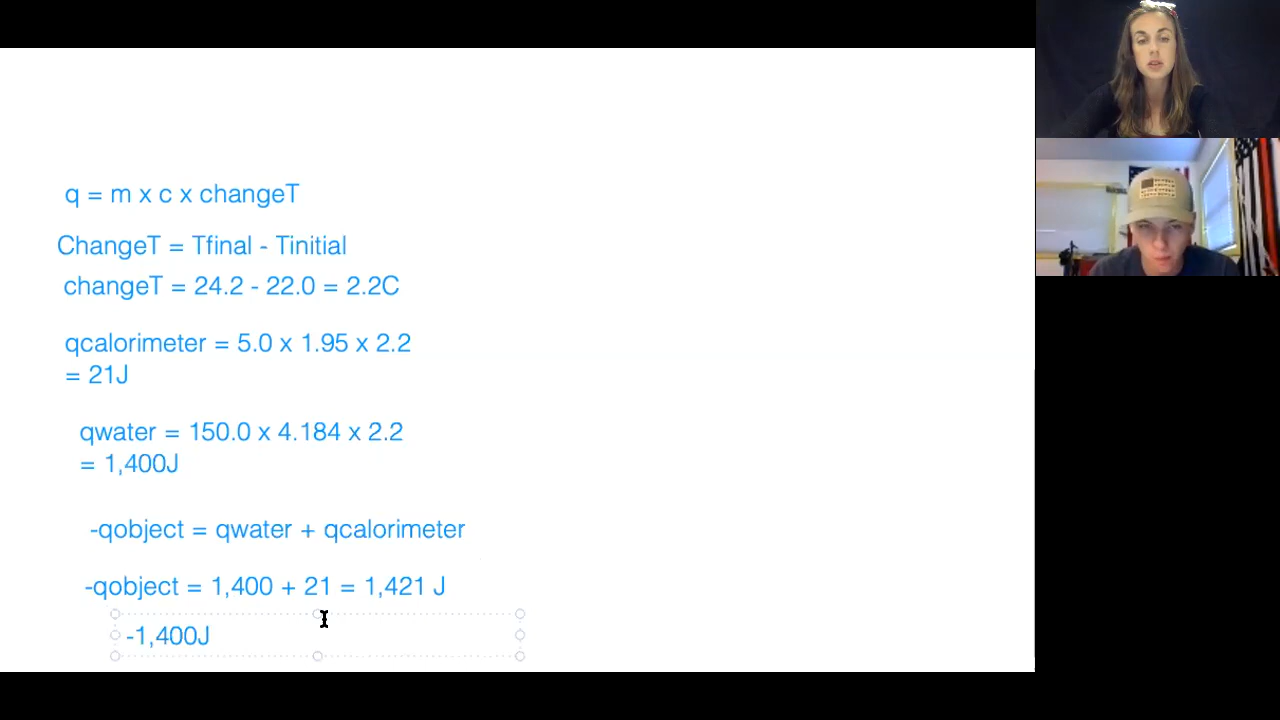 q = m x c x changeT
ChangeT = Tfinal - Tinitial
changeT = 24.2 - 22.0 = 2.2C
qcalorimeter = 5.0 x 1.95 x 2.2
= 21J
qwater = 150.0 x 4.184 x 2.2
= 1,400J
-qobject = qwater + qcalorimeter
-qobject = 1,400 + 21 = 1,421 J
-1,400J